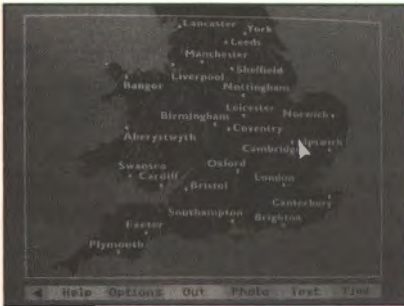 Lancaster
York
Leeds
Manchester
Sheffield
Liverpool
Bangor
Nottingham
Leicester
Norwich
Birmingham
Coventry
Aberystwyth
Cambridge
Ipswich
Swansea
Oxford
Cardiff
London
Bristol
Canterbury
Southampton
Brighton
Exeter
Plymouth
Help Options Out Photo Text Find